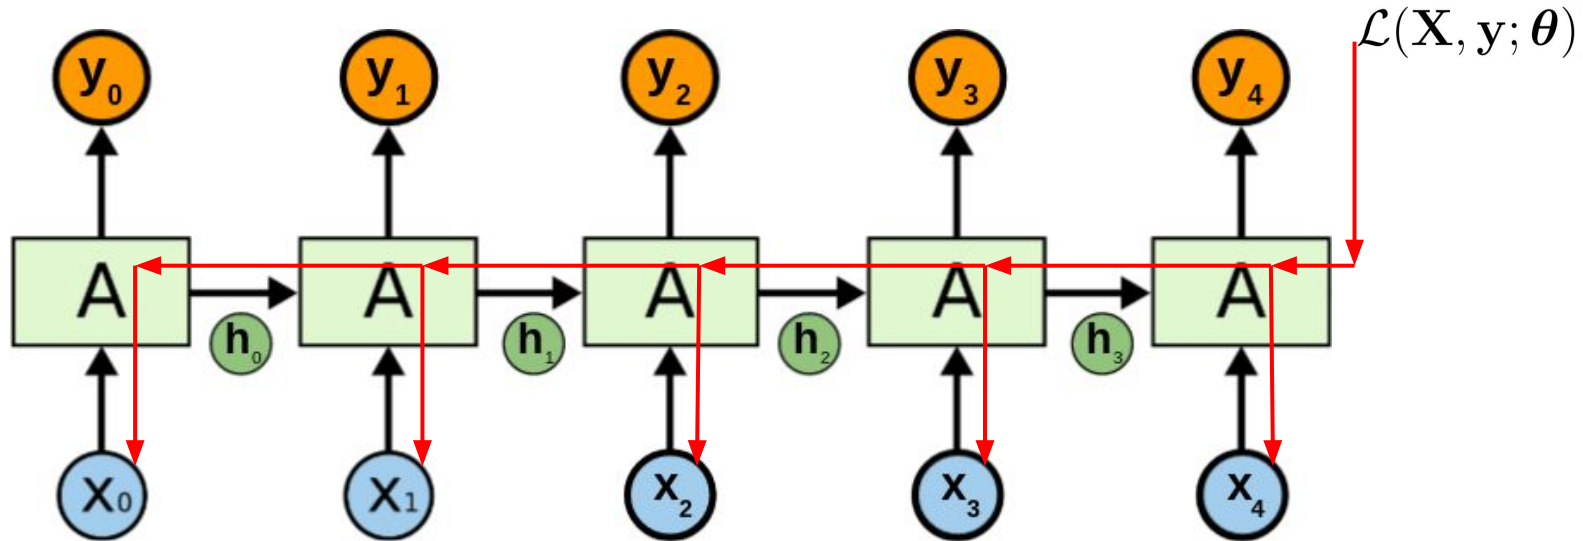 ℒ(X, y; θ)
y₀ y₁ y₂ y₃ y₄
A A A A A
h₀ h₁ h₂ h₃
x₀ x₁ x₂ x₃ x₄